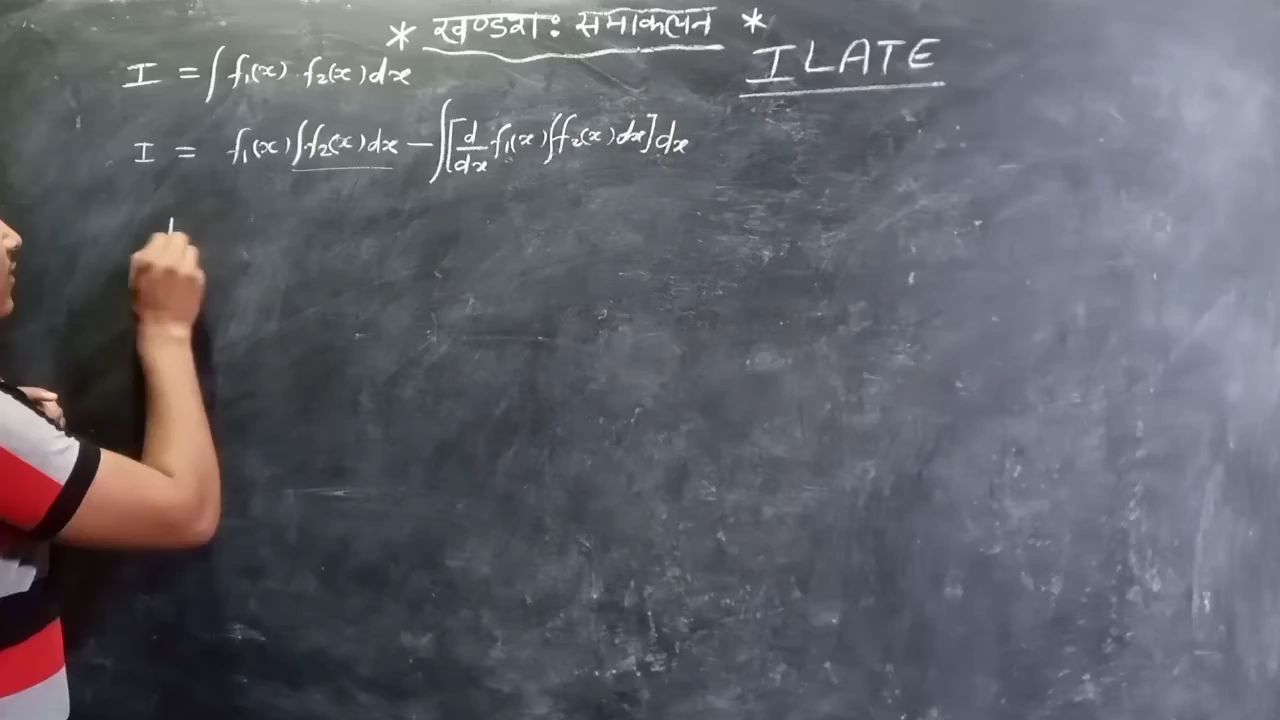 * खण्डशः समाकलन *
ILATE
I = ∫ f₁(x) . f₂(x) dx
I = f₁(x) ∫ f₂(x) dx - ∫ [d/dx f₁(x) ∫ f₂(x) dx] dx